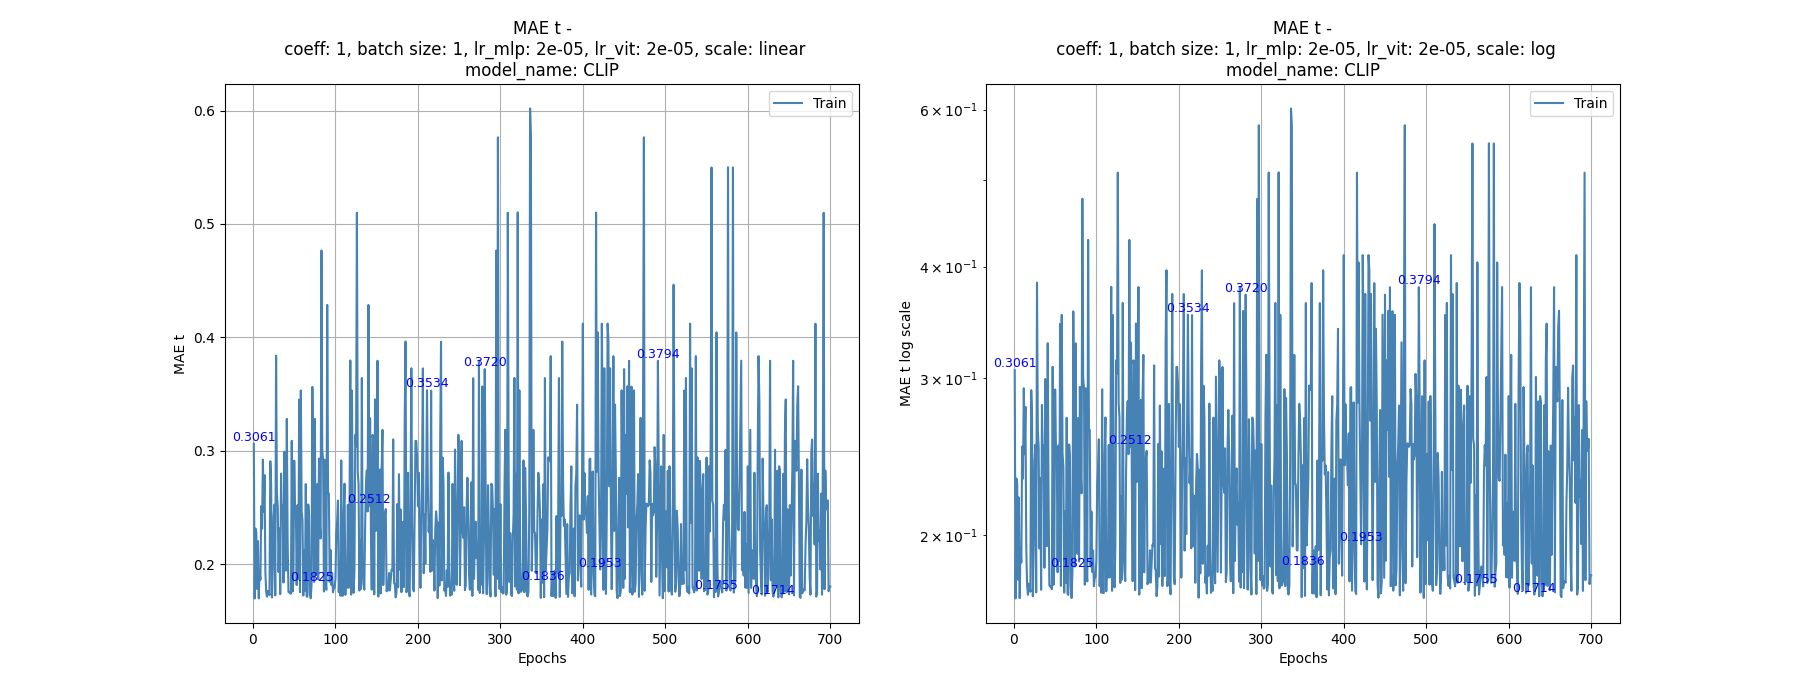 MAE t -
coeff: 1, batch size: 1, lr_mlp: 2e-05, lr_vit: 2e-05, scale: linear
model_name: CLIP
Train
0.6
0.5
0.4
0.3
0.2
MAE t
0.3061
0.1825
0.2512
0.3534
0.3720
0.1836
0.1953
0.3794
0.1755
0.1714
0 100 200 300 400 500 600 700
Epochs
MAE t -
coeff: 1, batch size: 1, lr_mlp: 2e-05, lr_vit: 2e-05, scale: log
model_name: CLIP
Train
6 × 10⁻¹
4 × 10⁻¹
3 × 10⁻¹
2 × 10⁻¹
MAE t log scale
0.3061
0.1825
0.2512
0.3534
0.3720
0.1836
0.1953
0.3794
0.1755
0.1714
0 100 200 300 400 500 600 700
Epochs